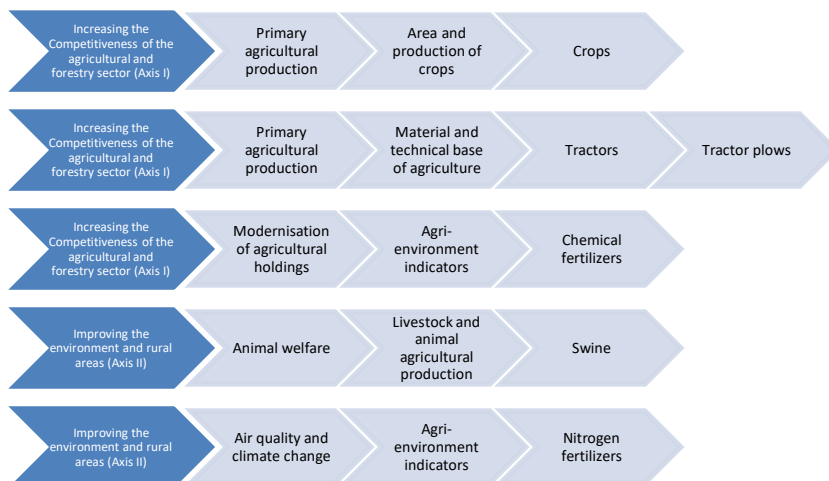 Increasing the
Competitiveness of the
agricultural and
forestry sector (Axis I)
Primary
agricultural
production
Area and
production of
crops
Crops
Increasing the
Competitiveness of the
agricultural and
forestry sector (Axis I)
Primary
agricultural
production
Material and
technical base
of agriculture
Tractors
Tractor plows
Increasing the
Competitiveness of the
agricultural and
forestry sector (Axis I)
Modernisation
of agricultural
holdings
Agri-
environment
indicators
Chemical
fertilizers
Improving the
environment and rural
areas (Axis II)
Animal welfare
Livestock and
animal
agricultural
production
Swine
Improving the
environment and rural
areas (Axis II)
Air quality and
climate change
Agri-
environment
indicators
Nitrogen
fertilizers